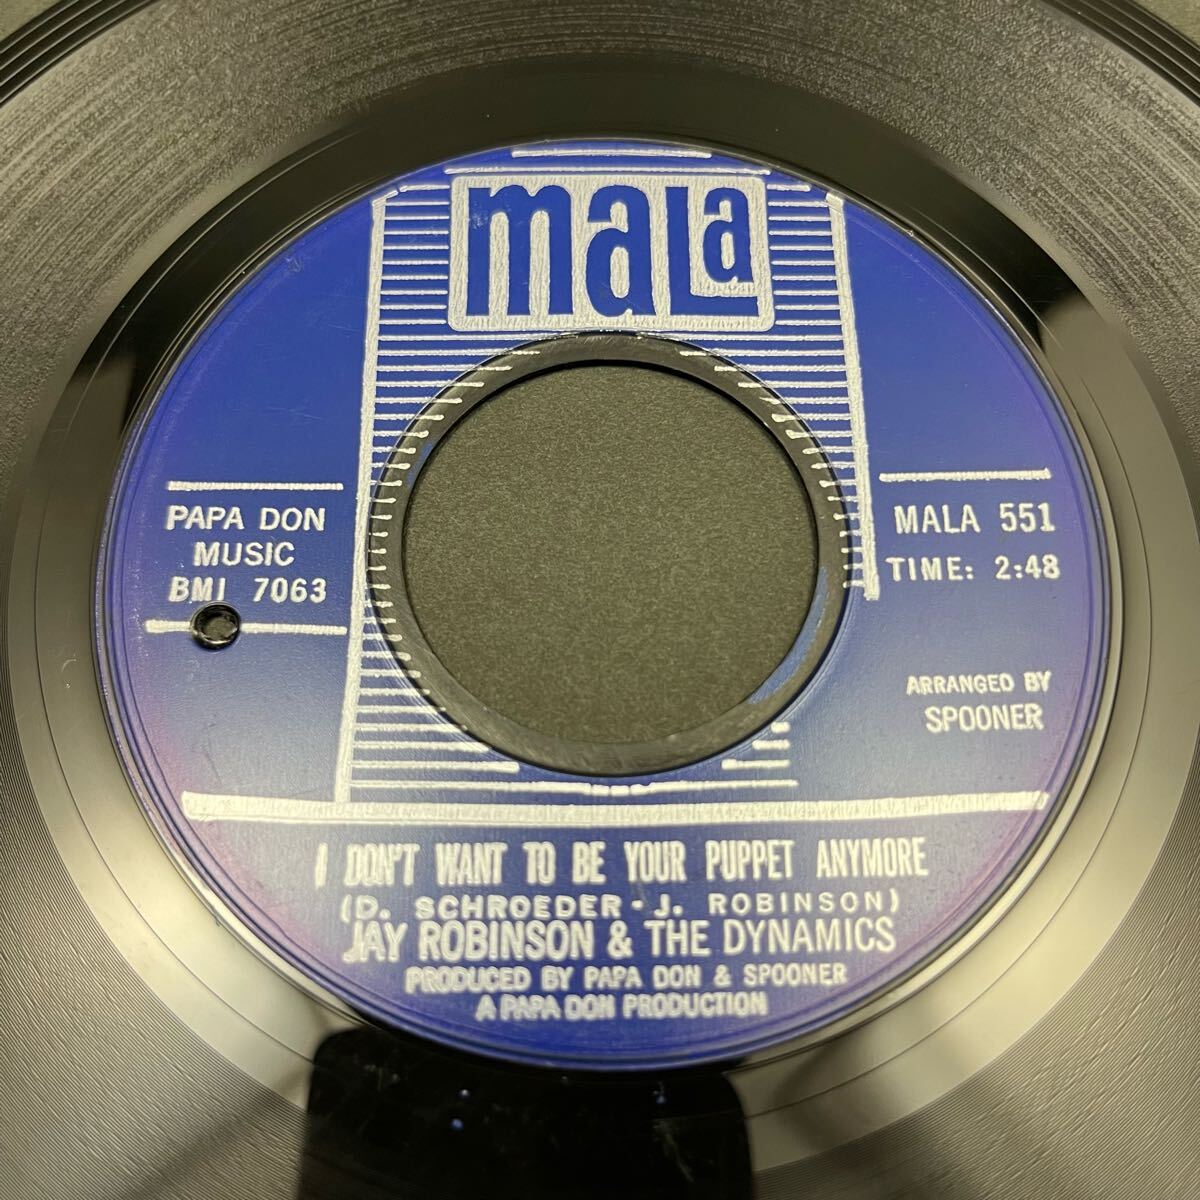 maLa
PAPA DON
MUSIC
BMI 7063
MALA 551
TIME: 2:48
ARRANGED BY
SPOONER
I DON'T WANT TO BE YOUR PUPPET ANYMORE
(D. SCHROEDER · J. ROBINSON)
JAY ROBINSON & THE DYNAMICS
PRODUCED BY PAPA DON & SPOONER
A PAPA DON PRODUCTION